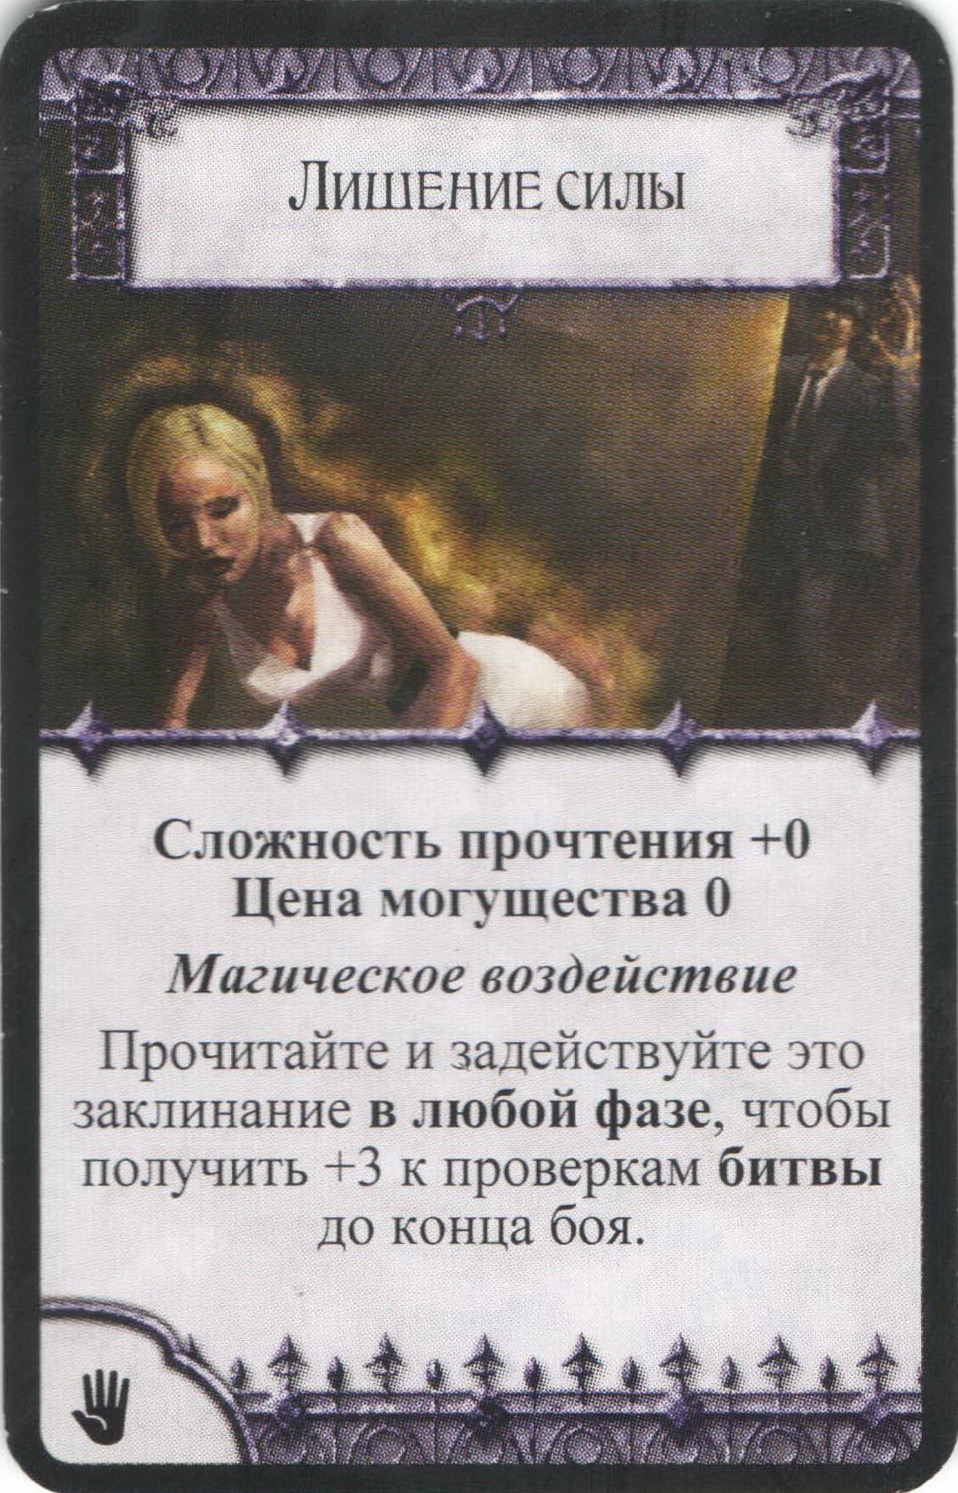 Лишение силы
Сложность прочтения +0
Цена могущества 0
Магическое воздействие
Прочитайте и задействуйте это
заклинание в любой фазе, чтобы
получить +3 к проверкам битвы
до конца боя.